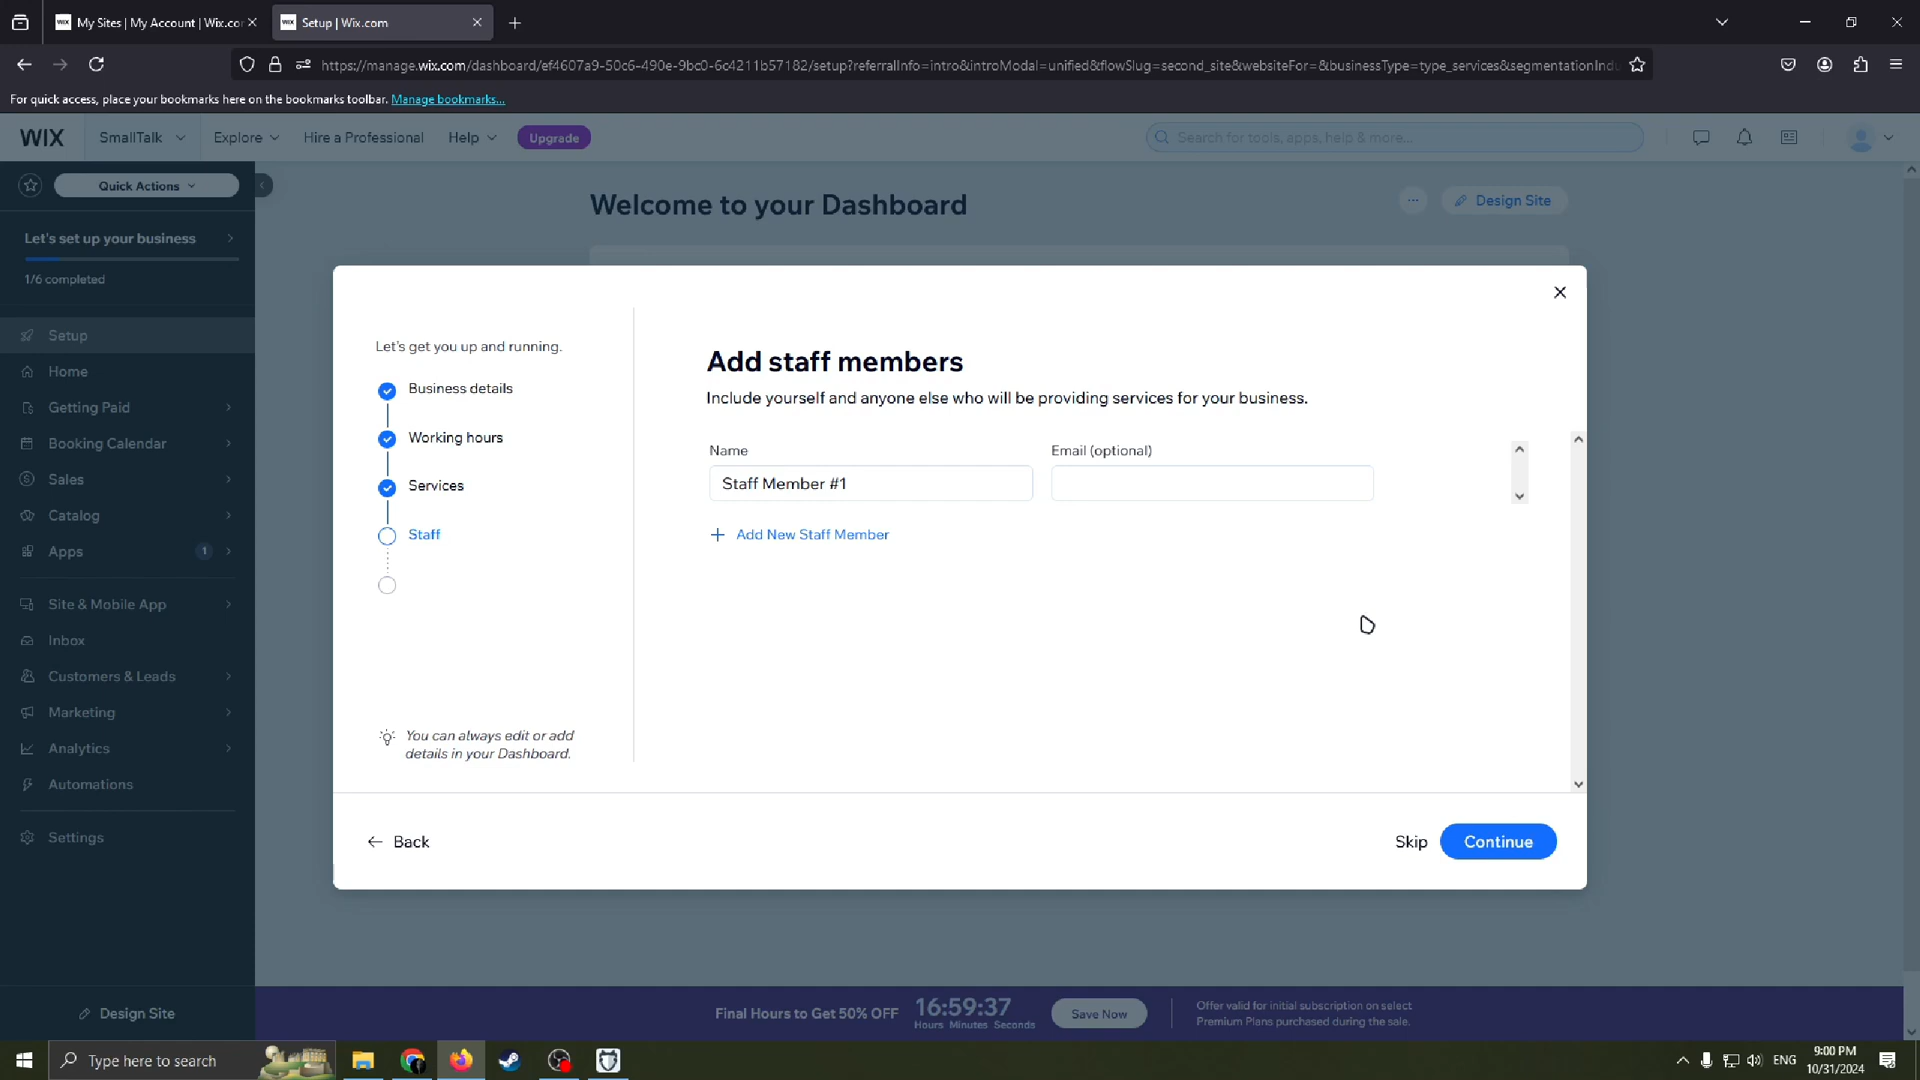 My Sites | My Account | Wix.cor
Setup | Wix.com
https://manage.wix.com/dashboard/ef4607a9-50c6-490e-9bc0-6c4211b57182/setup?referralInfo=intro&introModal=unified&flowSlug=second_site&websiteFor=&businessType=type_services&segmentationInd
For quick access, place your bookmarks here on the bookmarks toolbar. Manage bookmarks...
WIX
SmallTalk
Explore
Hire a Professional
Help
Upgrade
Search for tools, apps, help & more...
Quick Actions
Welcome to your Dashboard
Design Site
Let's set up your business
1/6 completed
Setup
Home
Getting Paid
Booking Calendar
Sales
Catalog
Apps 1
Site & Mobile App
Inbox
Customers & Leads
Marketing
Analytics
Automations
Settings
Design Site
Let's get you up and running.
Business details
Working hours
Services
Staff
You can always edit or add
details in your Dashboard.
Add staff members
Include yourself and anyone else who will be providing services for your business.
Name
Email (optional)
Staff Member #1
Add New Staff Member
Back
Skip
Continue
Final Hours to Get 50% OFF
16:59:37
Hours Minutes Seconds
Save Now
Offer valid for initial subscription on select
Premium Plans purchased during the sale.
Type here to search
ENG
9:00 PM
10/31/2024